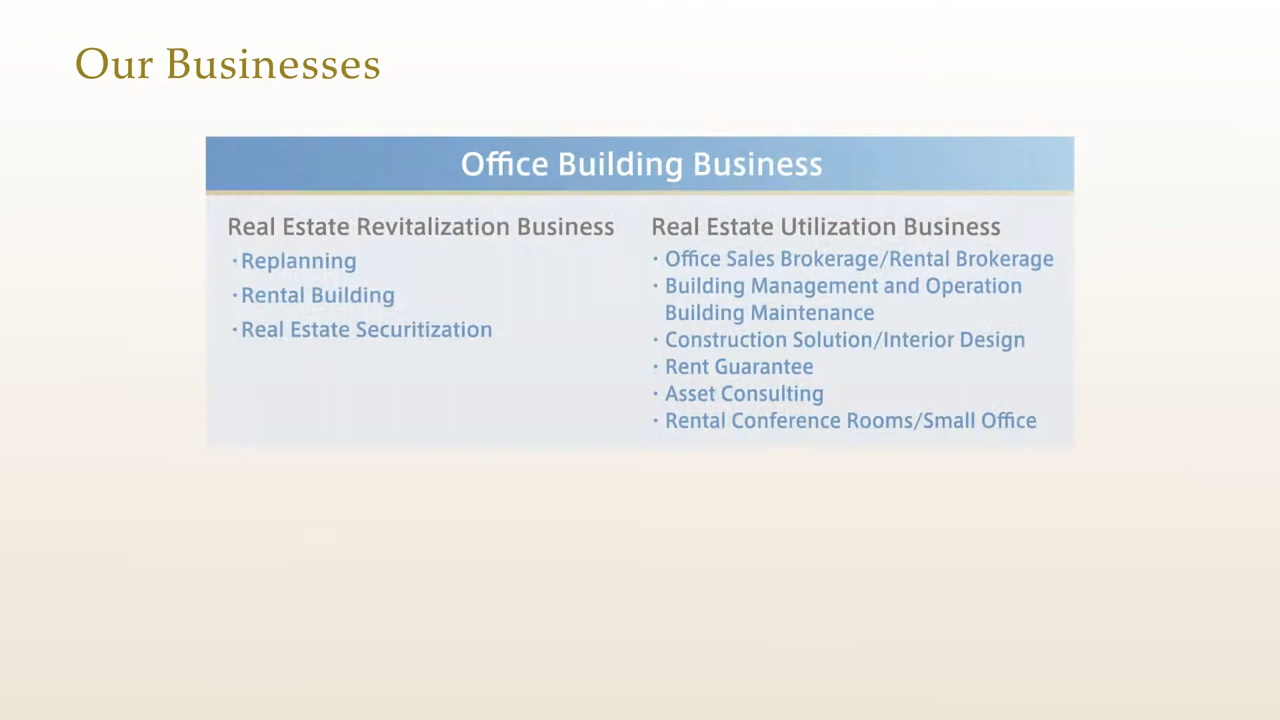 Our Businesses
Office Building Business
Real Estate Revitalization Business
・Replanning
・Rental Building
・Real Estate Securitization
Real Estate Utilization Business
・Office Sales Brokerage/Rental Brokerage
・Building Management and Operation
Building Maintenance
・Construction Solution/Interior Design
・Rent Guarantee
・Asset Consulting
・Rental Conference Rooms/Small Office